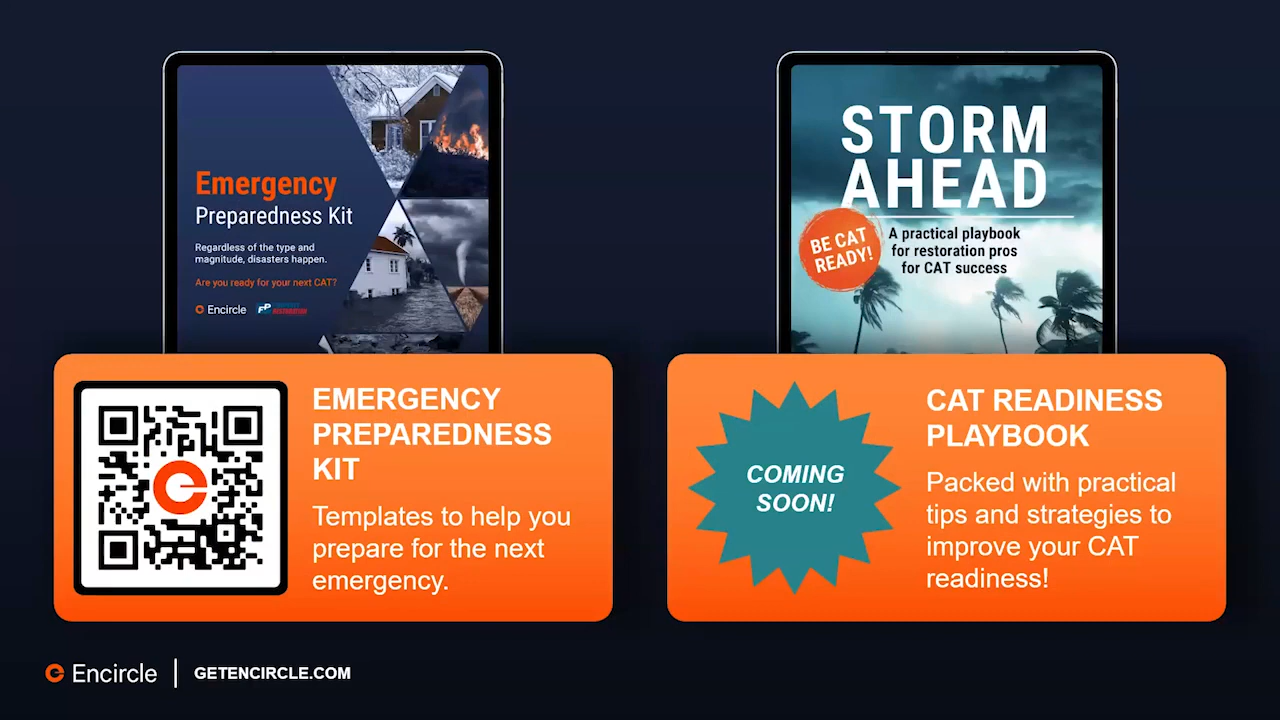 Emergency
Preparedness Kit
Regardless of the type and
magnitude, disasters happen.
Are you ready for your next CAT?
Encircle
STORM
AHEAD
BE CAT
READY!
A practical playbook
for restoration pros
for CAT success
EMERGENCY
PREPAREDNESS
KIT
Templates to help you
prepare for the next
emergency.
COMING
SOON!
CAT READINESS
PLAYBOOK
Packed with practical
tips and strategies to
improve your CAT
readiness!
Encircle
GETENCIRCLE.COM